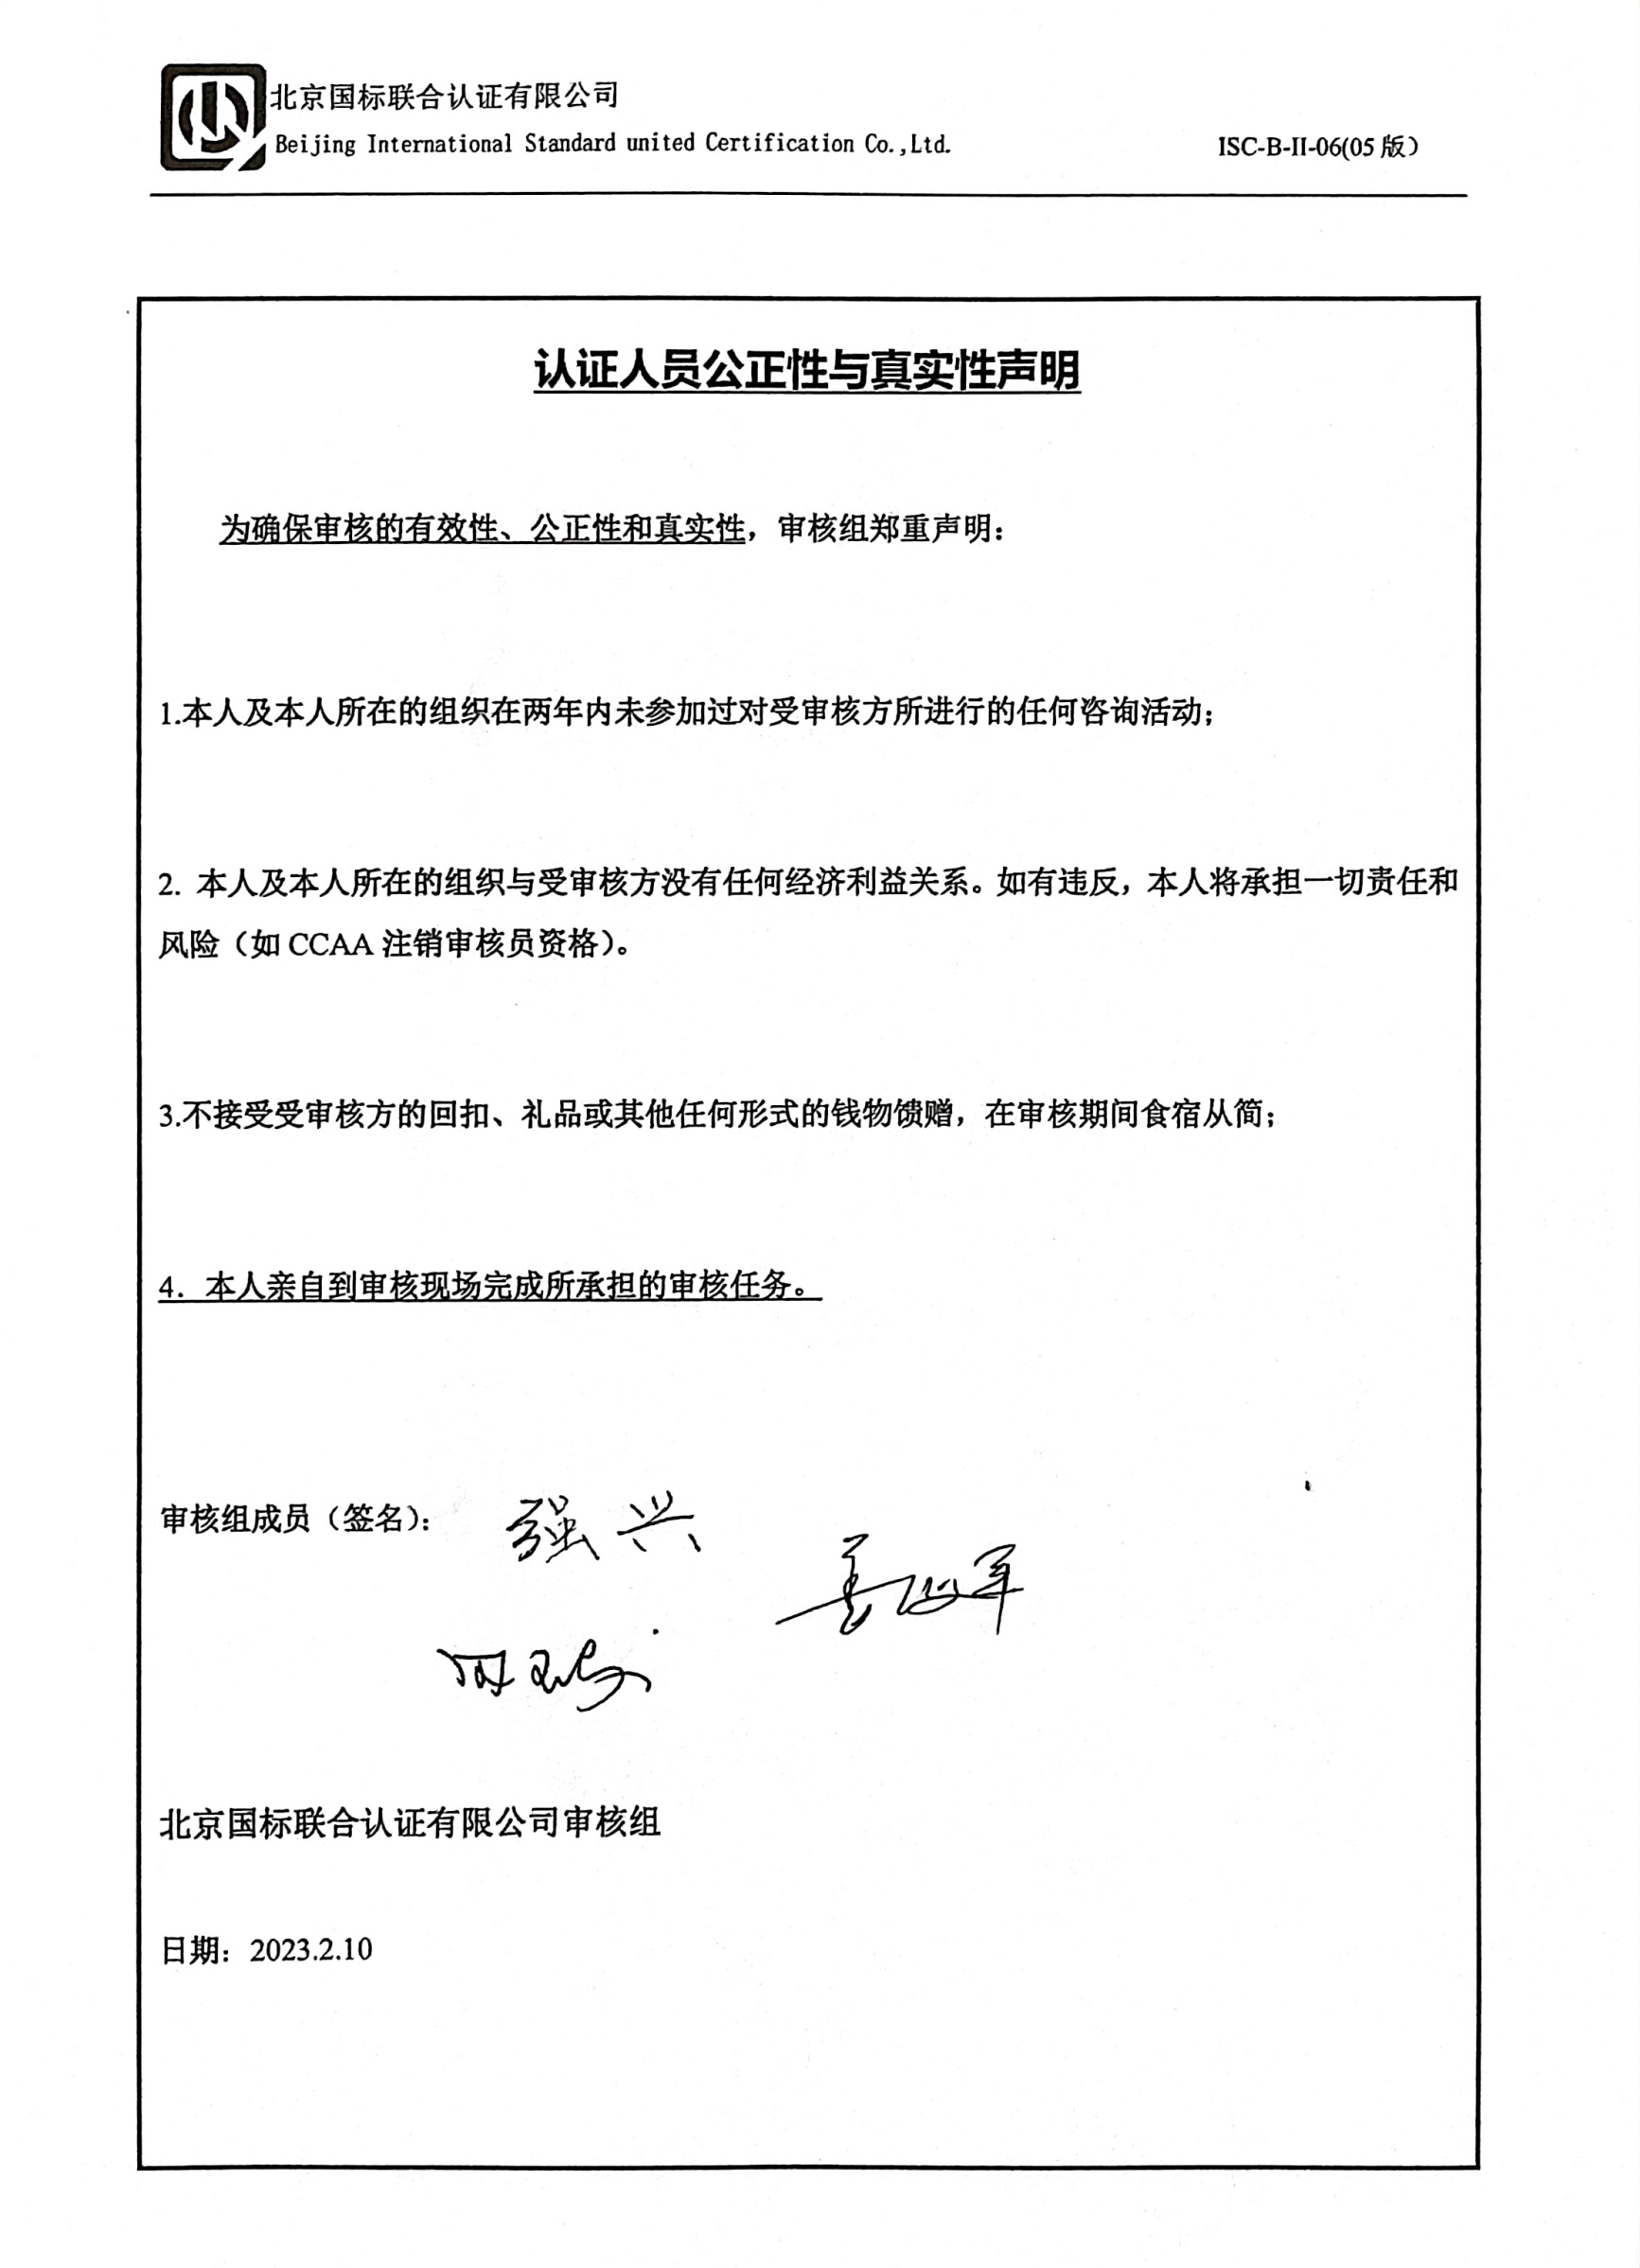 北京国标联合认证有限公司
Beijing International Standard united Certification Co.,Ltd.
ISC-B-II-06(05版)
认证人员公正性与真实性声明
为确保审核的有效性、公正性和真实性，审核组郑重声明：
1.本人及本人所在的组织在两年内未参加过对受审核方所进行的任何咨询活动；
2. 本人及本人所在的组织与受审核方没有任何经济利益关系。如有违反，本人将承担一切责任和
风险（如 CCAA 注销审核员资格）。
3.不接受受审核方的回扣、礼品或其他任何形式的钱物馈赠，在审核期间食宿从简；
4. 本人亲自到审核现场完成所承担的审核任务。
审核组成员（签名）：
强兴
北京国标联合认证有限公司审核组
日期：2023.2.10